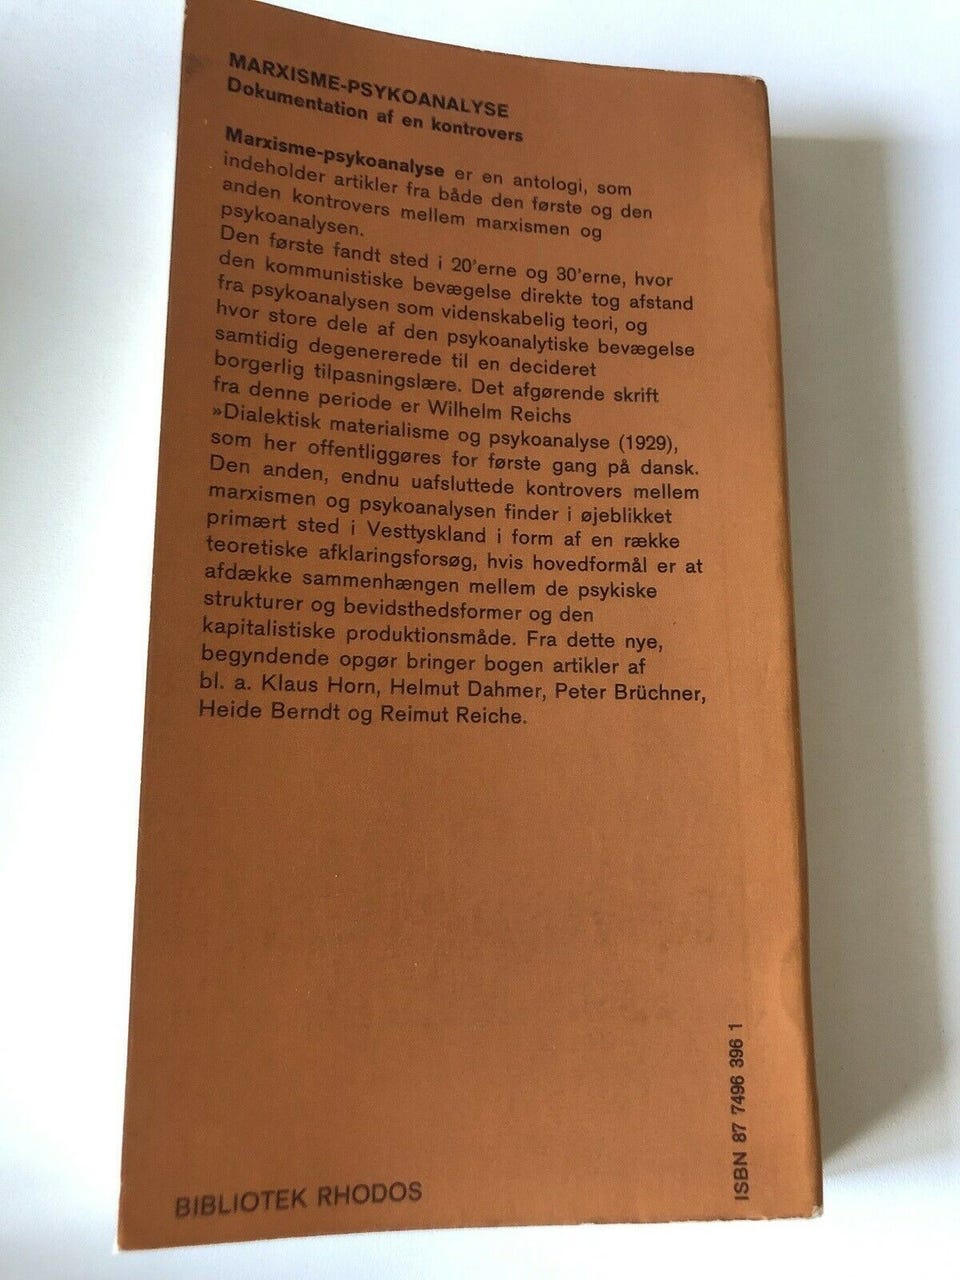 MARXISME-PSYKOANALYSE
Dokumentation af en kontrovers
Marxisme-psykoanalyse er en antologi, som
indeholder artikler fra både den første og den
anden kontrovers mellem marxismen og
psykoanalysen.
Den første fandt sted i 20'erne og 30'erne, hvor
den kommunistiske bevægelse direkte tog afstand
fra psykoanalysen som videnskabelig teori, og
hvor store dele af den psykoanalytiske bevægelse
samtidig degenererede til en decideret
borgerlig tilpasningslære. Det afgørende skrift
fra denne periode er Wilhelm Reichs
»Dialektisk materialisme og psykoanalyse (1929),
som her offentliggøres for første gang på dansk.
Den anden, endnu uafsluttede kontrovers mellem
marxismen og psykoanalysen finder i øjeblikket
primært sted i Vesttyskland i form af en række
teoretiske afklaringsforsøg, hvis hovedformål er at
afdække sammenhængen mellem de psykiske
strukturer og bevidsthedsformer og den
kapitalistiske produktionsmåde. Fra dette nye,
begyndende opgør bringer bogen artikler af
bl. a. Klaus Horn, Helmut Dahmer, Peter Brüchner,
Heide Berndt og Reimut Reiche.
ISBN 87 7496 396 1
BIBLIOTEK RHODOS